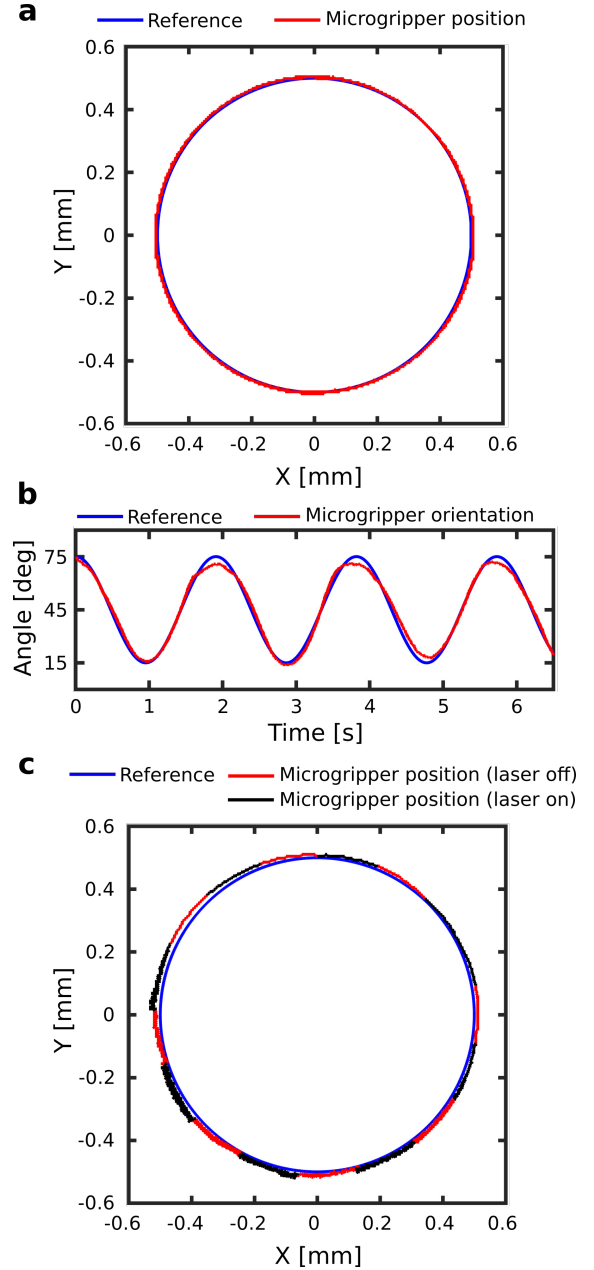 a
Reference Microgripper position
0.6
0.4
0.2
0
-0.2
-0.4
-0.6
Y [mm]
-0.6 -0.4 -0.2 0 0.2 0.4 0.6
X [mm]
b
Reference Microgripper orientation
75
45
15
Angle [deg]
0 1 2 3 4 5 6
Time [s]
c
Reference Microgripper position (laser off)
Microgripper position (laser on)
0.6
0.4
0.2
0
-0.2
-0.4
-0.6
Y [mm]
-0.6 -0.4 -0.2 0 0.2 0.4 0.6
X [mm]